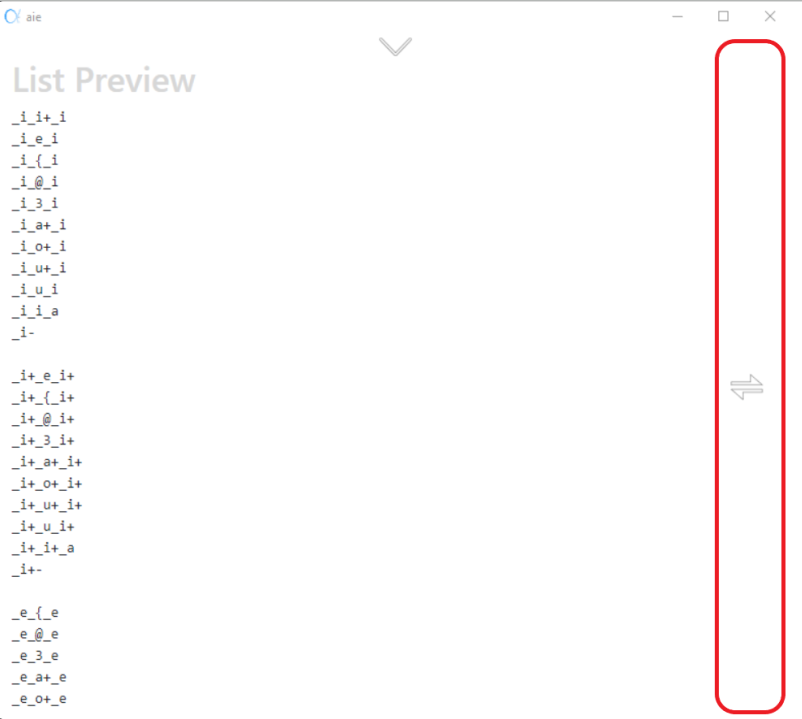 aie
List Preview
_i_i+_i
_i_e_i
_i_{_i
_i_@_i
_i_3_i
_i_a+_i
_i_o+_i
_i_u+_i
_i_u_i
_i_i_a
_i-
_i+_e_i+
_i+_{_i+
_i+_@_i+
_i+_3_i+
_i+_a+_i+
_i+_o+_i+
_i+_u+_i+
_i+_u_i+
_i+_i+_a
_i+-
_e_{_e
_e_@_e
_e_3_e
_e_a+_e
_e_o+_e